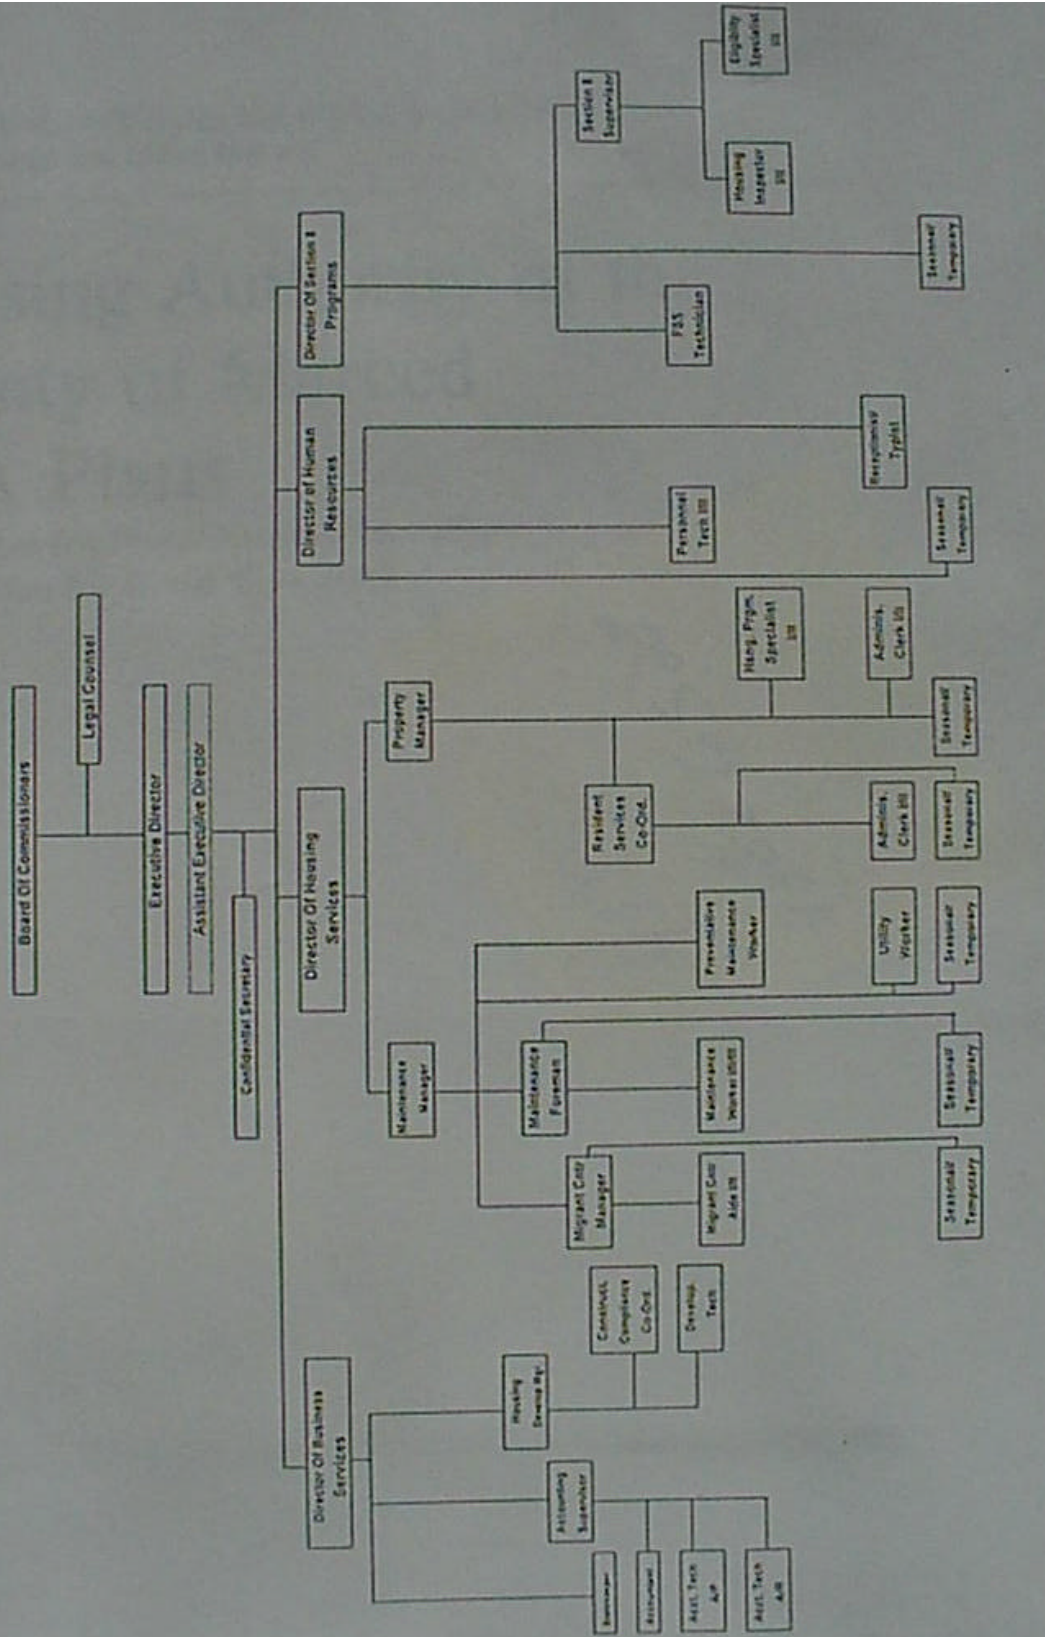 Board Of Commissioners
Legal Counsel
Executive Director
Assistant Executive Director
Confidential Secretary
Director Of Business
Services
Director Of Housing
Services
Director of Human
Resources
Director Of Section 8
Programs
Maintenance
Manager
Property
Manager
Housing
Develop Mgr.
Accounting
Supervisor
Accountant
Acct. Tech
A/P
Acct. Tech
A/R
Construct.
Compliance
Co-Ord.
Develop.
Tech
Migrant Cntr
Manager
Migrant Cntr
Aide I/II
Seasonal/
Temporary
Maintenance
Foreman
Maintenance
Worker
Seasonal/
Temporary
Preventative
Maintenance
Worker
Utility
Worker
Seasonal/
Temporary
Resident
Services
Co-Ord.
Adminis.
Clerk I/II
Seasonal/
Temporary
Hsng. Prgm.
Specialist
I/II
Adminis.
Clerk I/II
Seasonal/
Temporary
Personnel
Tech I/II
Receptionist/
Typist
Seasonal/
Temporary
FSS
Technician
Section 8
Supervisor
Housing
Inspector
I/II
Eligibility
Specialist
I/II
Seasonal/
Temporary